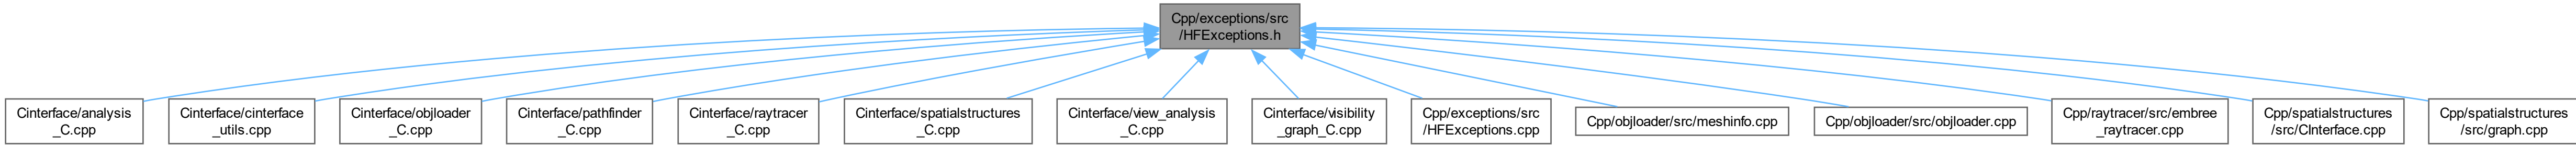 Cpp/exceptions/src
/HFExceptions.h
Cinterface/analysis
_C.cpp
Cinterface/cinterface
_utils.cpp
Cinterface/objloader
_C.cpp
Cinterface/pathfinder
_C.cpp
Cinterface/raytracer
_C.cpp
Cinterface/spatialstructures
_C.cpp
Cinterface/view_analysis
_C.cpp
Cinterface/visibility
_graph_C.cpp
Cpp/exceptions/src
/HFExceptions.cpp
Cpp/objloader/src/meshinfo.cpp
Cpp/objloader/src/objloader.cpp
Cpp/raytracer/src/embree
_raytracer.cpp
Cpp/spatialstructures
/src/CInterface.cpp
Cpp/spatialstructures
/src/graph.cpp